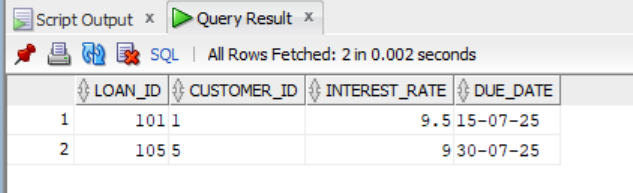 Script Output x Query Result x
SQL | All Rows Fetched: 2 in 0.002 seconds
LOAN_ID CUSTOMER_ID INTEREST_RATE DUE_DATE
1 101 1 9.5 15-07-25
2 105 5 9 30-07-25